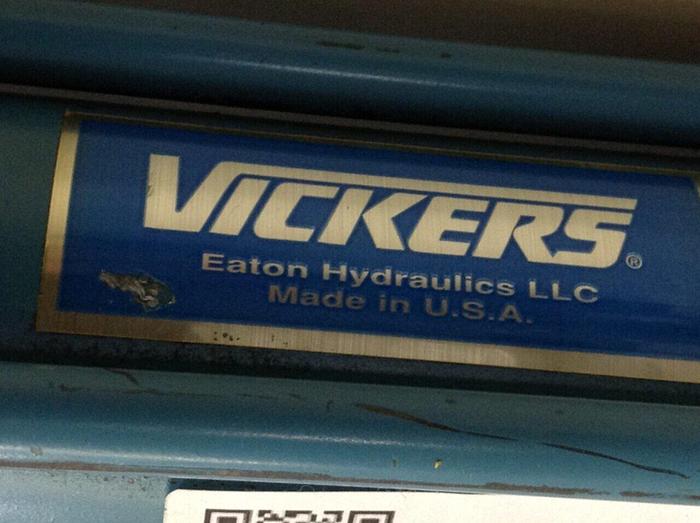 VICKERS®
Eaton Hydraulics LLC
Made in U.S.A.